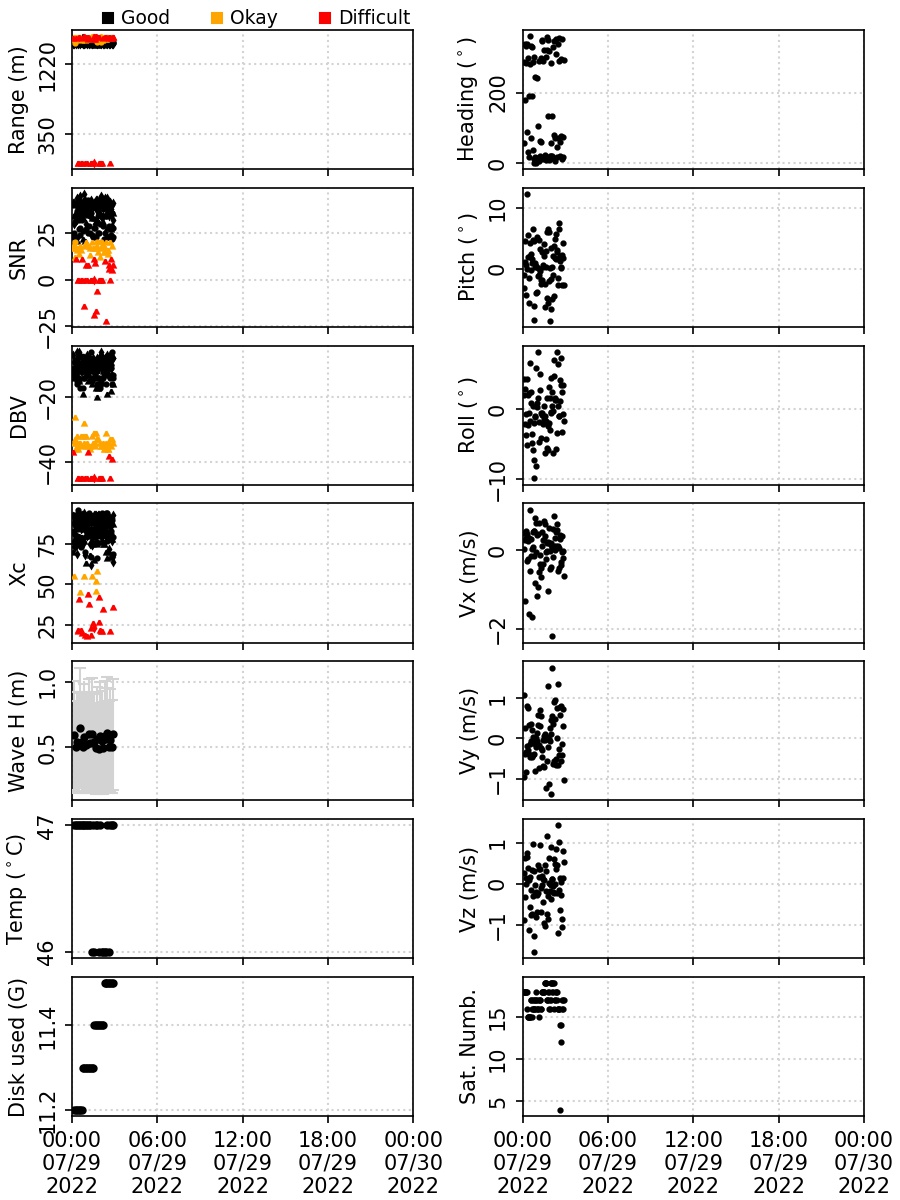 Good Okay Difficult
Range (m)
1220
350
Heading (°)
200
0
SNR
25
0
−25
Pitch (°)
10
0
DBV
−20
−40
Roll (°)
0
−10
Xc
75
50
25
Vx (m/s)
0
−2
Wave H (m)
1.0
0.5
Vy (m/s)
1
0
−1
Temp (°C)
47
46
Vz (m/s)
1
0
−1
Disk used (G)
11.4
11.2
Sat. Numb.
15
10
5
00:00 06:00 12:00 18:00 00:00
07/29 07/29 07/29 07/29 07/30
2022 2022 2022 2022 2022
00:00 06:00 12:00 18:00 00:00
07/29 07/29 07/29 07/29 07/30
2022 2022 2022 2022 2022